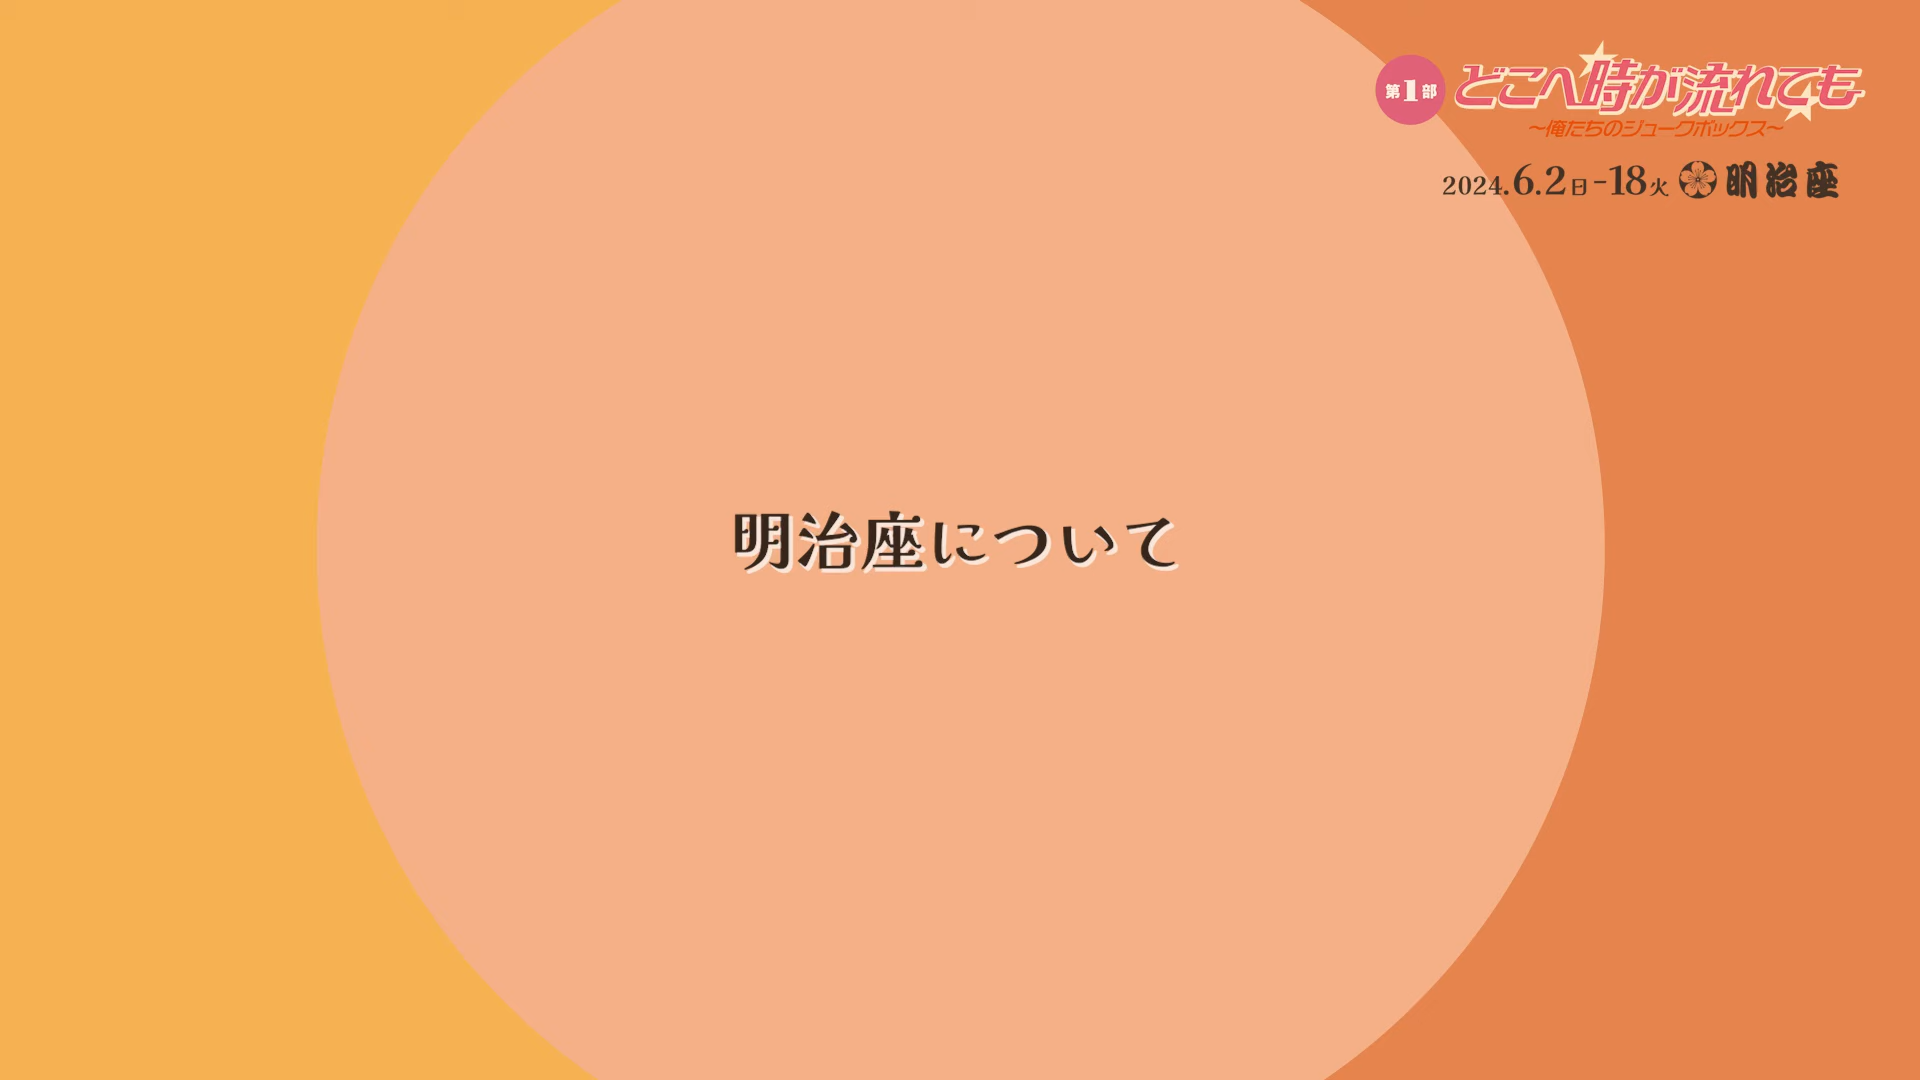 第1部 どこへ時が流れても
～俺たちのジュークボックス～
2024.6.2日-18火 明治座
明治座について